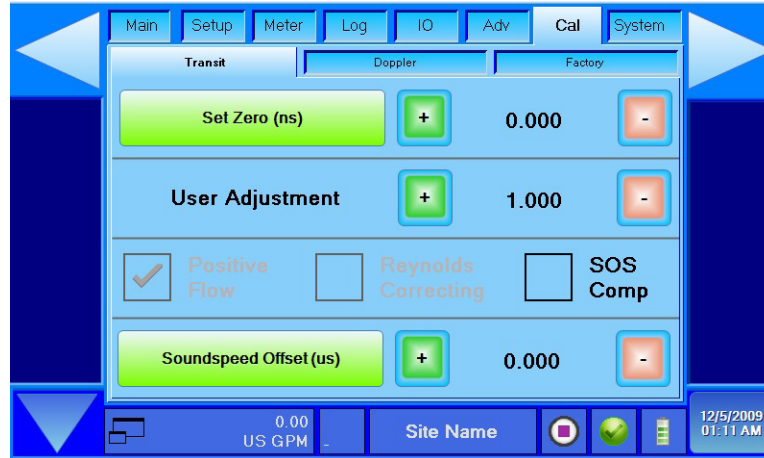 Main Setup Meter Log IO Adv Cal System
Transit Doppler Factory
Set Zero (ns) + 0.000 -
User Adjustment + 1.000 -
Positive Flow Reynolds Correcting SOS Comp
Soundspeed Offset (us) + 0.000 -
0.00
US GPM _ Site Name
12/5/2009
01:11 AM